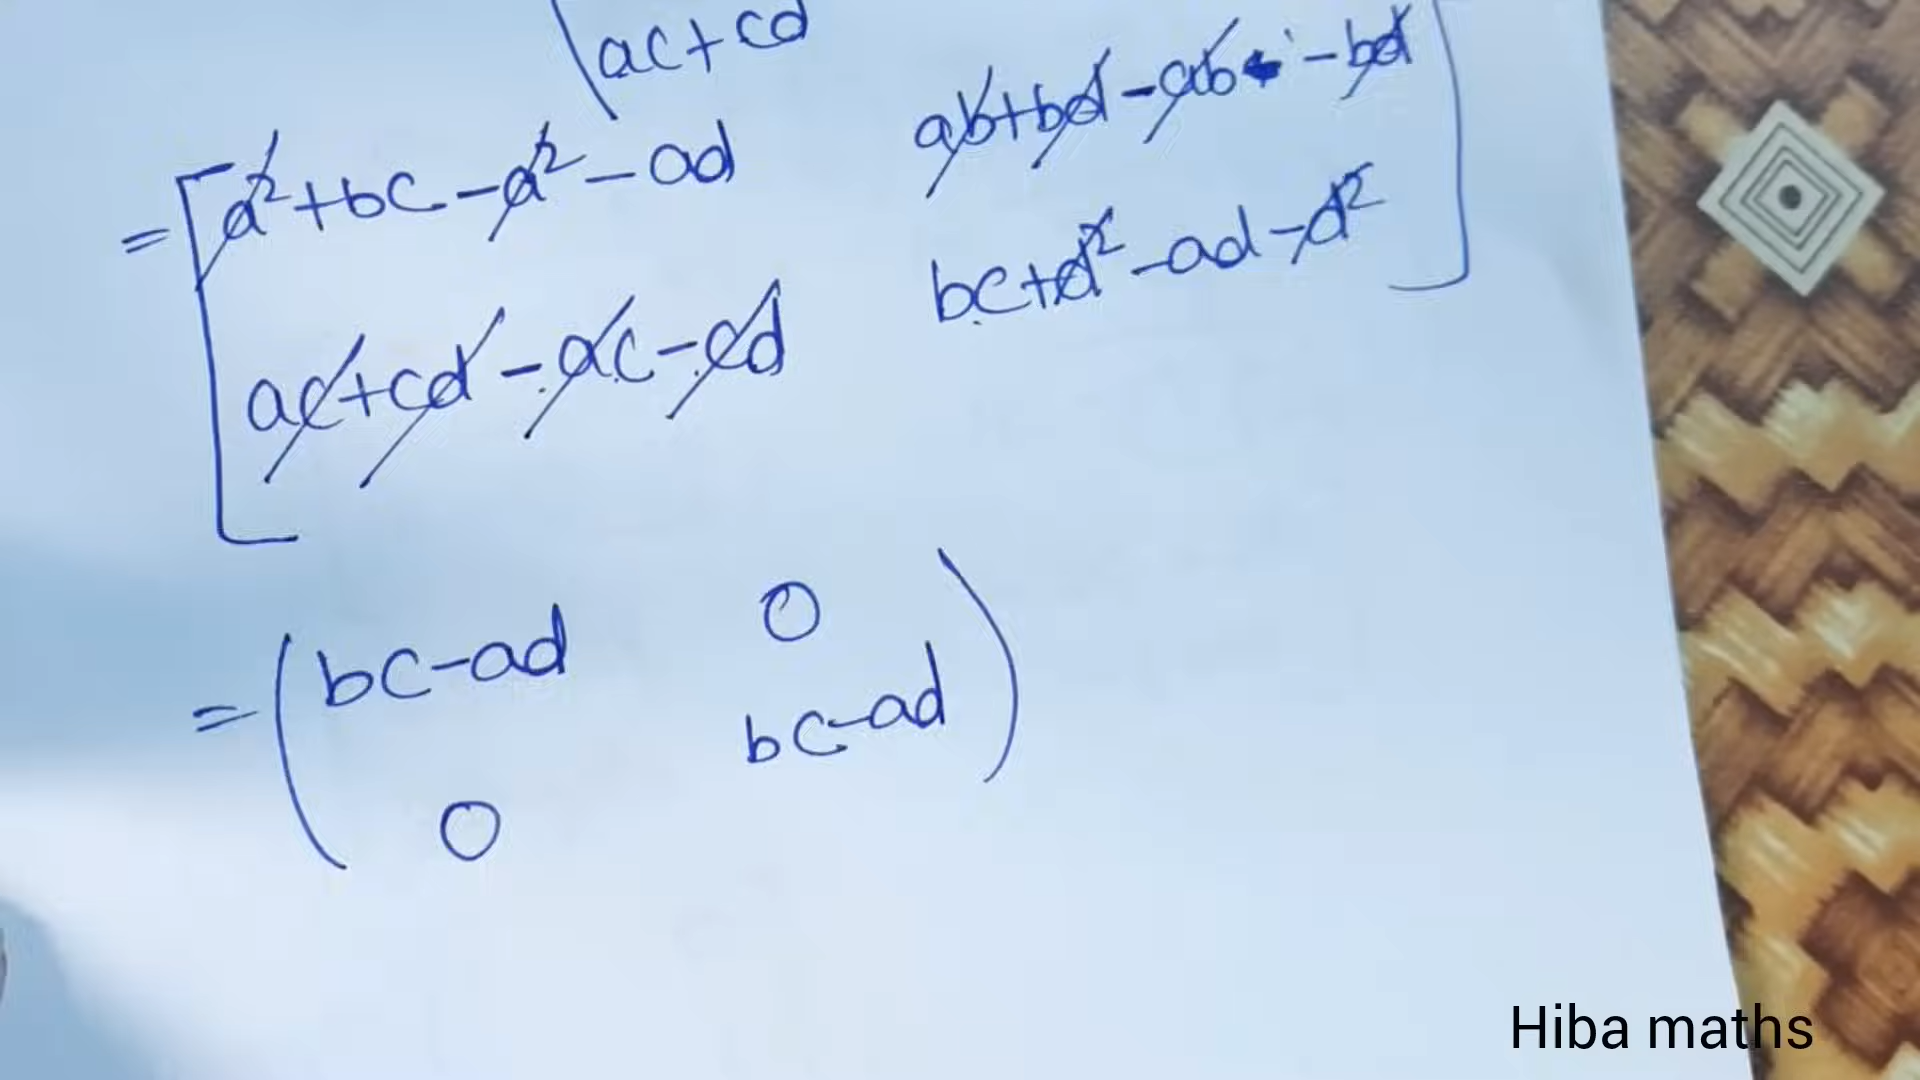 ac+cd
= [ a²+bc-a²-ad   ab+bd-ab-bd
ac+cd-ac-cd   bc+d²-ad-d² ]
= ( bc-ad   0
0   bc-ad )
Hiba maths